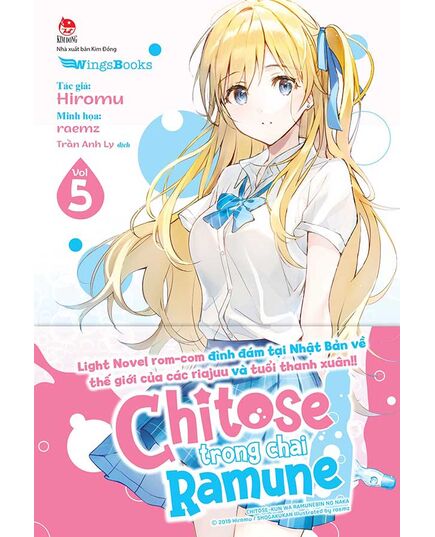 KIM ĐỒNG
Nhà xuất bản Kim Đồng
WingsBooks
Tác giả:
Hiromu
Minh họa:
raemz
Trần Anh Ly dịch
Vol
5
Light Novel rom-com đình đám tại Nhật Bản về
thế giới của các riajuu và tuổi thanh xuân!!
Chitose
trong chai
Ramune
CHITOSE-KUN WA RAMUNEBIN NO NAKA
© 2019 Hiromu / SHOGAKUKAN Illustrated by raemz